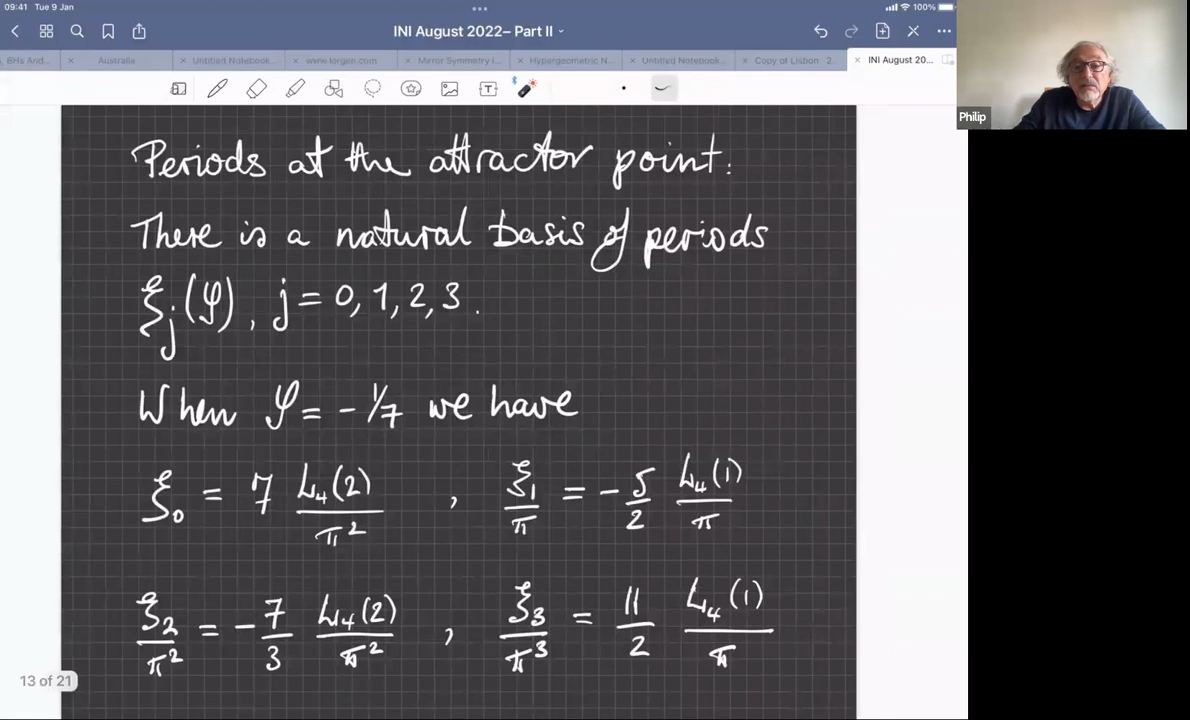 09:41 Tue 9 Jan
100%
INI August 2022– Part II
, BHs And...
Australia
Untitled Notebook...
www.lorgen.com
Mirror Symmetry i...
Hypergeometric N...
Untitled Notebook...
Copy of Lisbon 2...
INI August 20...
Philip
Periods at the attractor point:
There is a natural basis of periods
ξ_j(φ), j = 0, 1, 2, 3.
When φ = -1/7 we have
ξ_0 = 7 L_4(2)/π^2 , ξ_1/π = -5/2 L_4(1)/π
ξ_2/π^2 = -7/3 L_4(2)/π^2 , ξ_3/π^3 = 11/2 L_4(1)/π
13 of 21